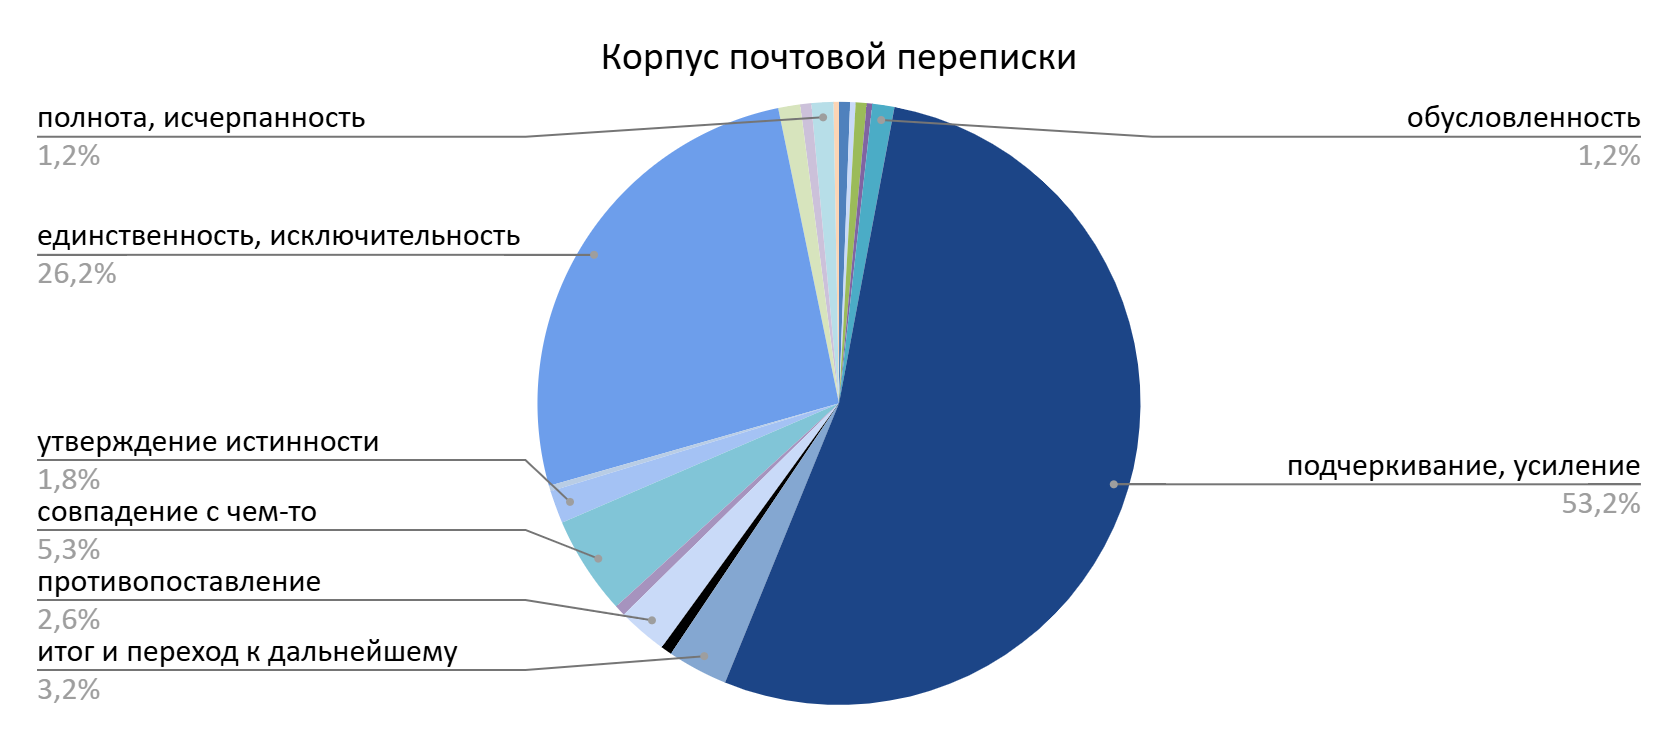 Корпус почтовой переписки
полнота, исчерпанность
1,2%
единственность, исключительность
26,2%
утверждение истинности
1,8%
совпадение с чем-то
5,3%
противопоставление
2,6%
итог и переход к дальнейшему
3,2%
обусловленность
1,2%
подчеркивание, усиление
53,2%